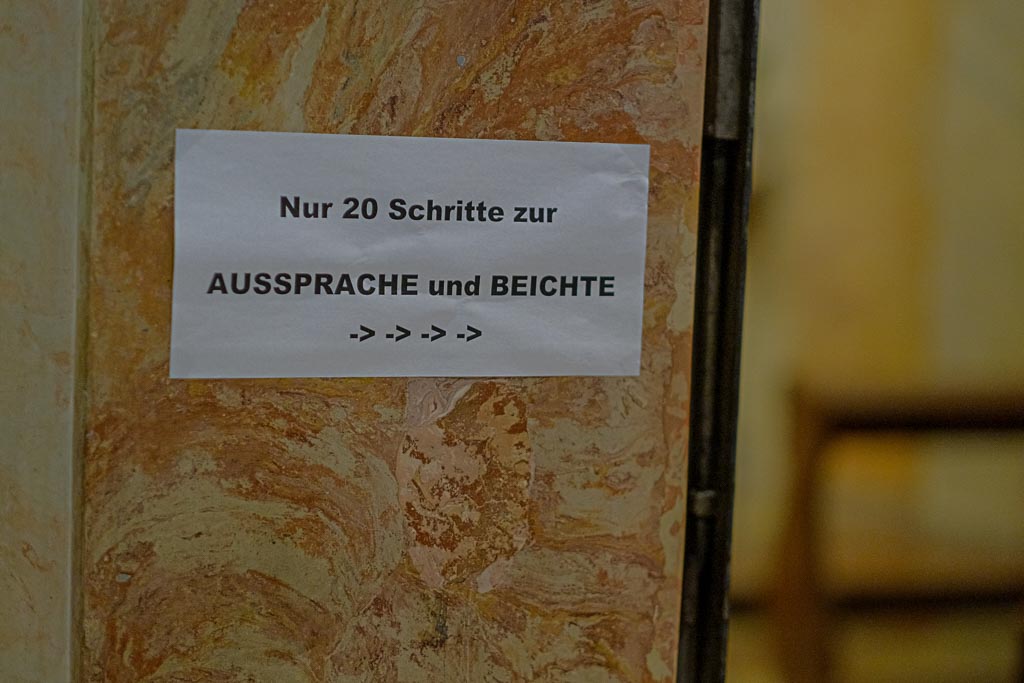 Nur 20 Schritte zur
AUSSPRACHE und BEICHTE
-> -> -> ->